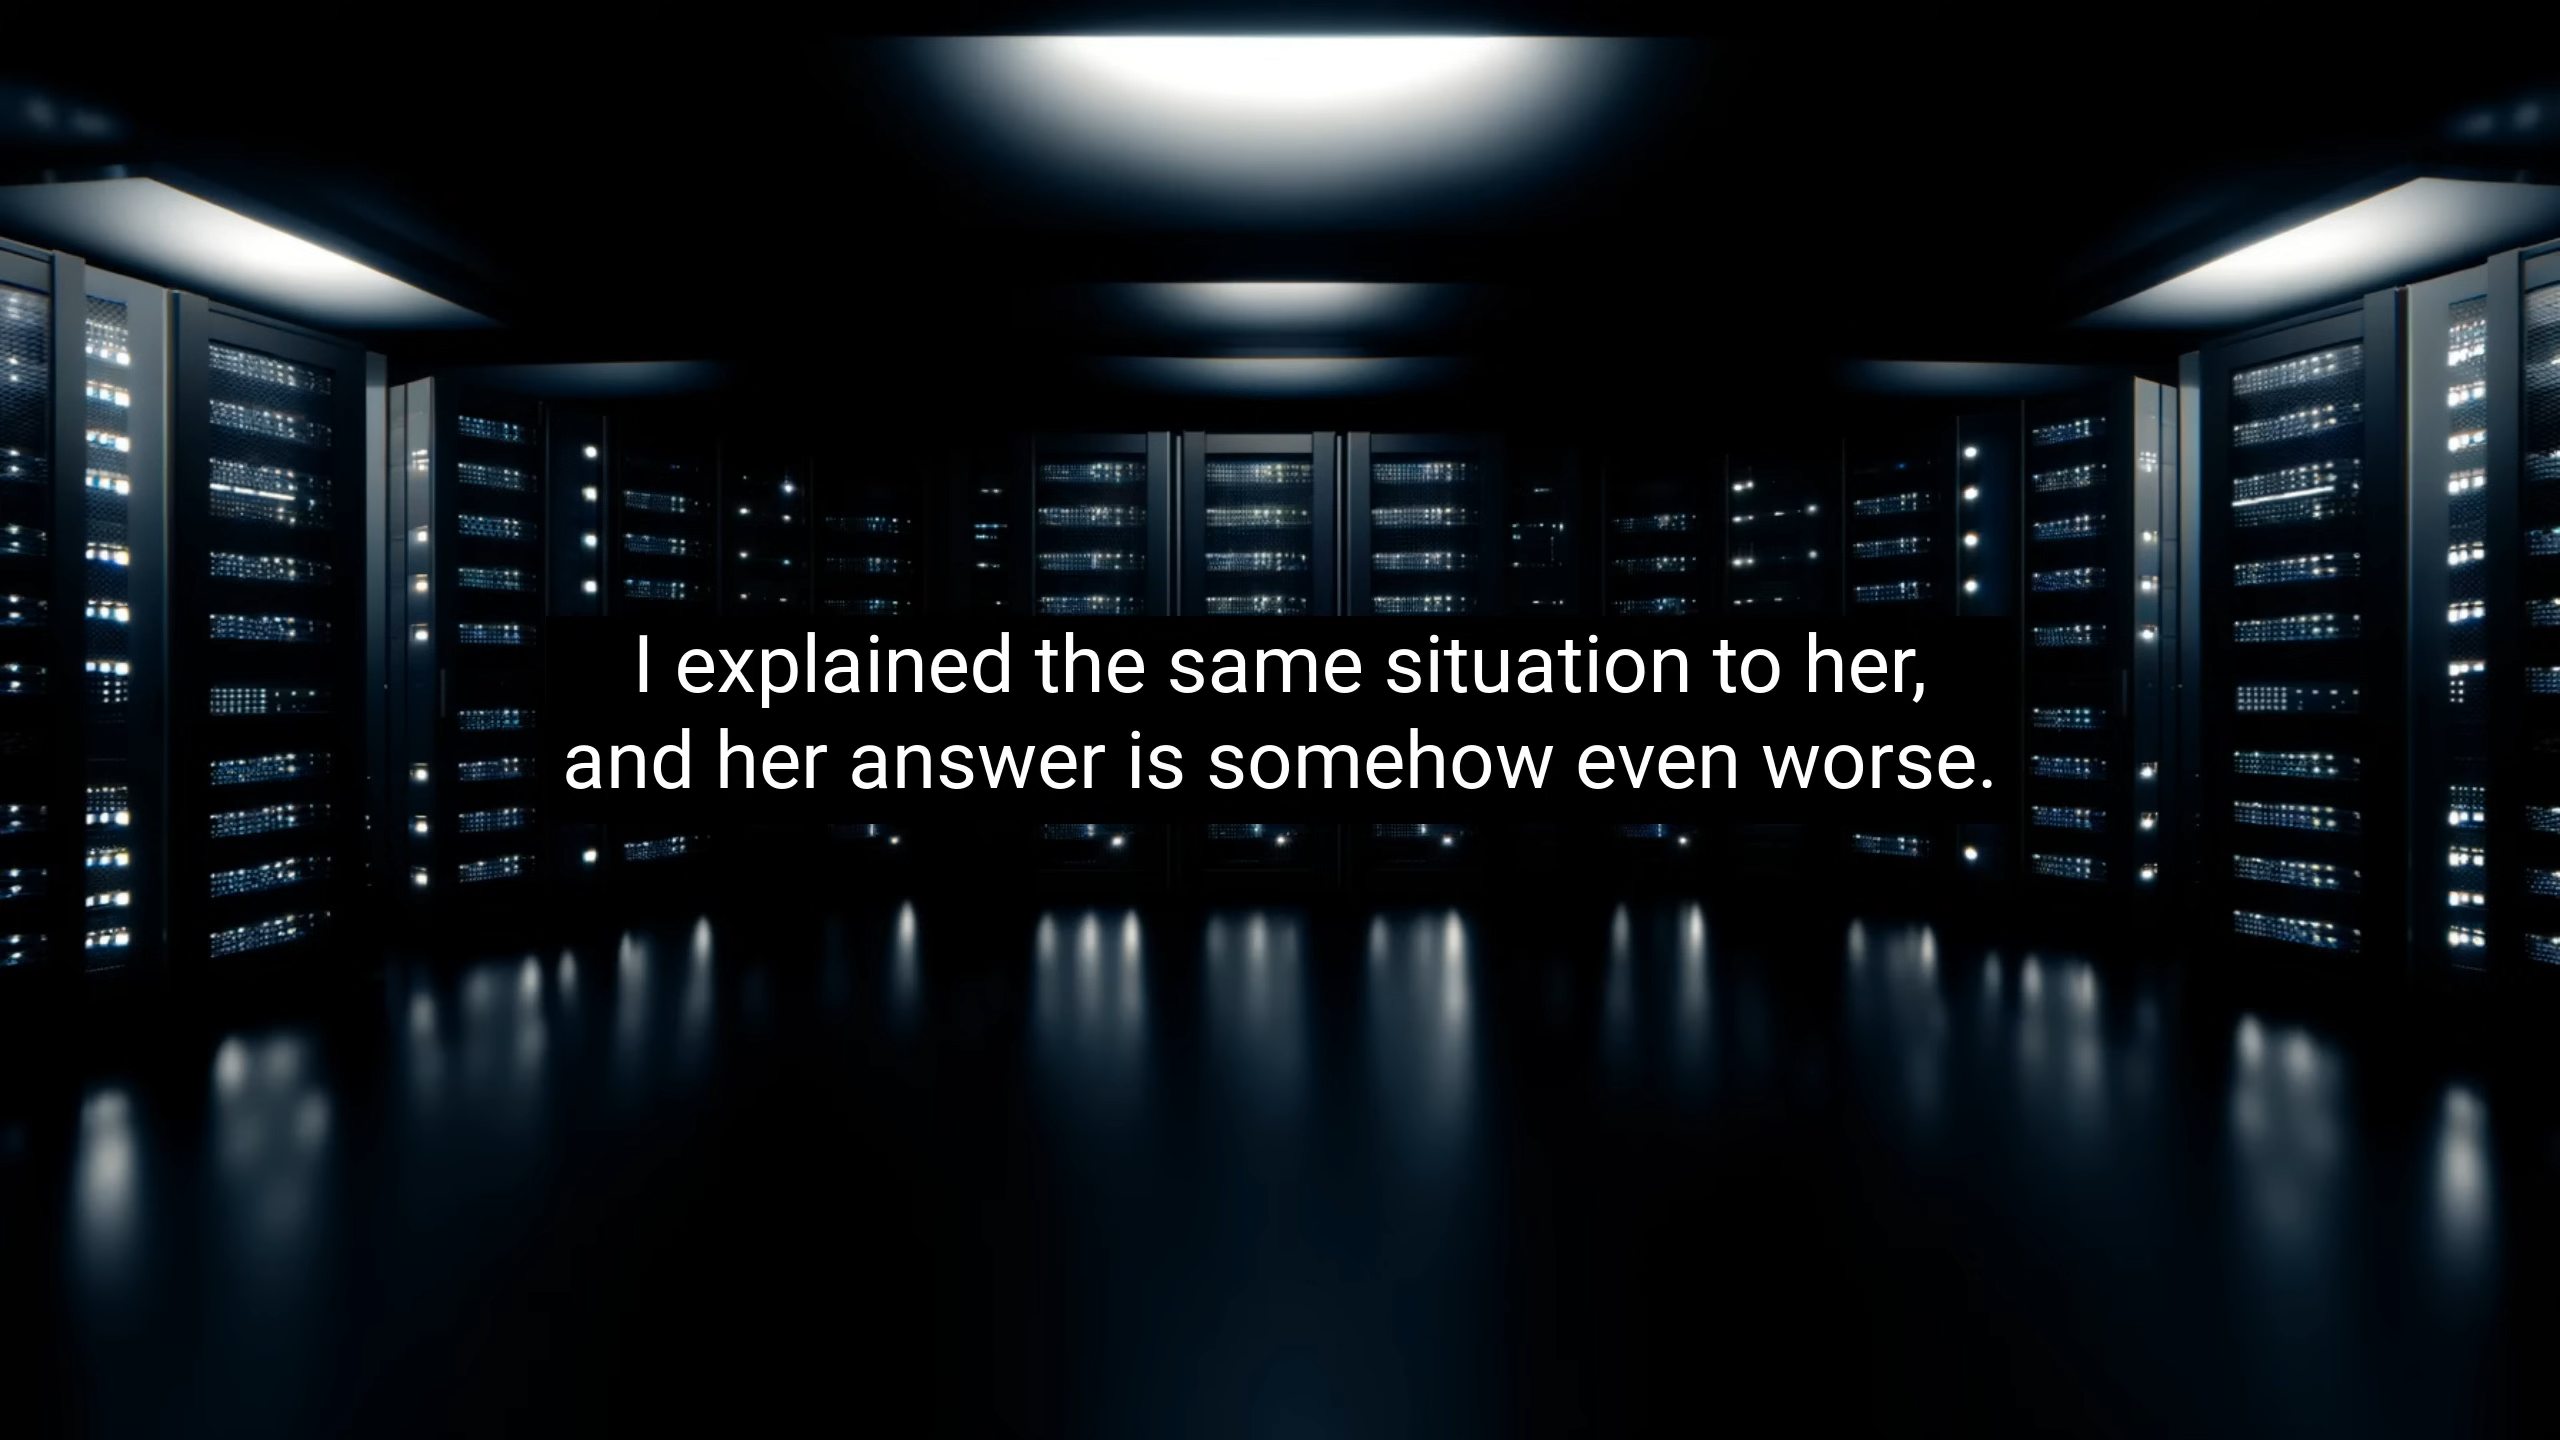 I explained the same situation to her,
and her answer is somehow even worse.